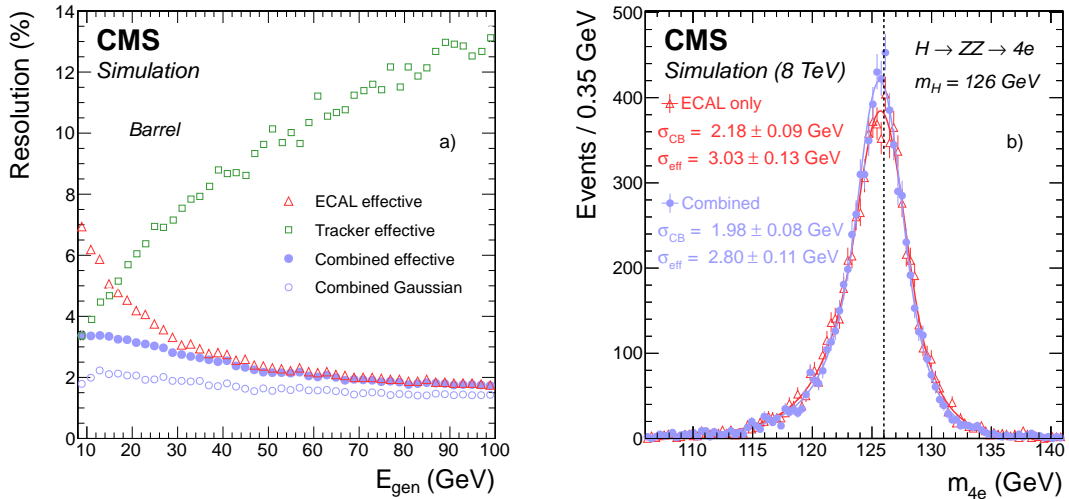 Resolution (%)
14
12
10
8
6
4
2
0
CMS
Simulation
Barrel
a)
ECAL effective
Tracker effective
Combined effective
Combined Gaussian
10 20 30 40 50 60 70 80 90 100
E_gen (GeV)
Events / 0.35 GeV
500
400
300
200
100
0
CMS
Simulation (8 TeV)
H → ZZ → 4e
m_H = 126 GeV
b)
ECAL only
σ_CB = 2.18 ± 0.09 GeV
σ_eff = 3.03 ± 0.13 GeV
Combined
σ_CB = 1.98 ± 0.08 GeV
σ_eff = 2.80 ± 0.11 GeV
110 115 120 125 130 135 140
m_4e (GeV)